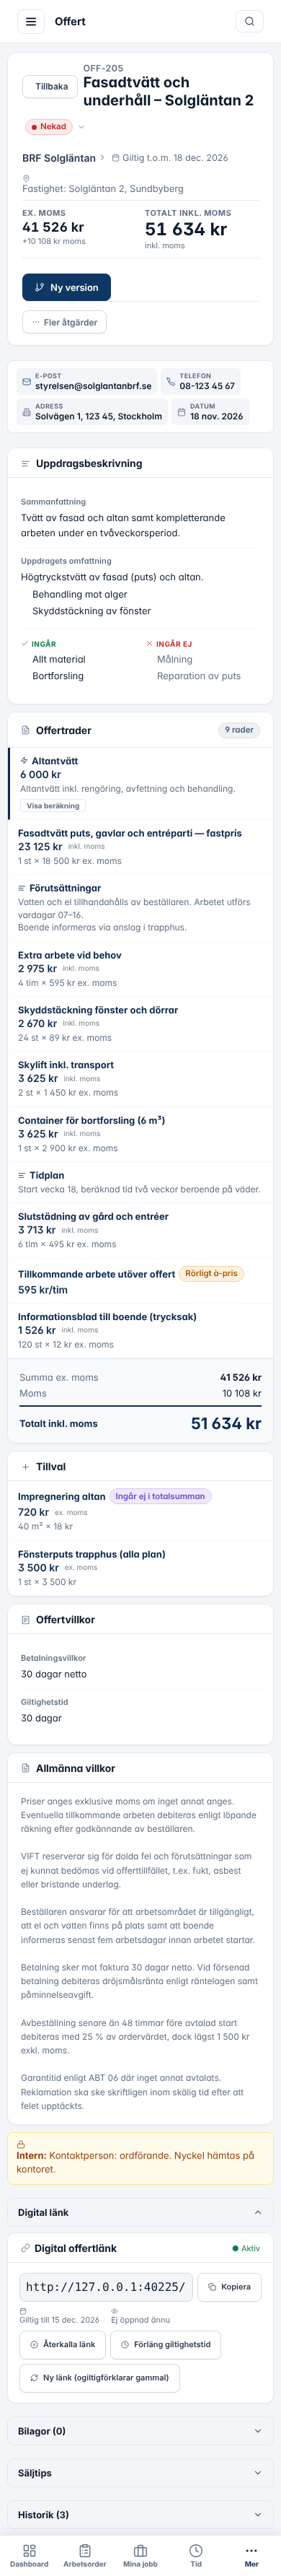 Offert
OFF-205
Tillbaka
Fasadtvätt och
underhåll – Solgläntan 2
Nekad
BRF Solgläntan
Giltig t.o.m. 18 dec. 2026
Fastighet: Solgläntan 2, Sundbyberg
EX. MOMS
TOTALT INKL. MOMS
41 526 kr
51 634 kr
+10 108 kr moms
inkl. moms
Ny version
Fler åtgärder
E-POST
styrelsen@solglantanbrf.se
TELEFON
08-123 45 67
ADRESS
Solvägen 1, 123 45, Stockholm
DATUM
18 nov. 2026
Uppdragsbeskrivning
Sammanfattning
Tvätt av fasad och altan samt kompletterande
arbeten under en tvåveckorsperiod.
Uppdragets omfattning
Högtryckstvätt av fasad (puts) och altan.
Behandling mot alger
Skyddstäckning av fönster
INGÅR
INGÅR EJ
Allt material
Målning
Bortforsling
Reparation av puts
Offertrader
9 rader
Altantvätt
6 000 kr
Altantvätt inkl. rengöring, avfettning och behandling.
Visa beräkning
Fasadtvätt puts, gavlar och entréparti — fastpris
23 125 kr inkl. moms
1 st × 18 500 kr ex. moms
Förutsättningar
Vatten och el tillhandahålls av beställaren. Arbetet utförs
vardagar 07–16.
Boende informeras via anslag i trapphus.
Extra arbete vid behov
2 975 kr inkl. moms
4 tim × 595 kr ex. moms
Skyddstäckning fönster och dörrar
2 670 kr inkl. moms
24 st × 89 kr ex. moms
Skylift inkl. transport
3 625 kr inkl. moms
2 st × 1 450 kr ex. moms
Container för bortforsling (6 m³)
3 625 kr inkl. moms
1 st × 2 900 kr ex. moms
Tidplan
Start vecka 18, beräknad tid två veckor beroende på väder.
Slutstädning av gård och entréer
3 713 kr inkl. moms
6 tim × 495 kr ex. moms
Tillkommande arbete utöver offert Rörligt à-pris
595 kr/tim
Informationsblad till boende (trycksak)
1 526 kr inkl. moms
120 st × 12 kr ex. moms
Summa ex. moms 41 526 kr
Moms 10 108 kr
Totalt inkl. moms 51 634 kr
Tillval
Impregnering altan Ingår ej i totalsumman
720 kr ex. moms
40 m² × 18 kr
Fönsterputs trapphus (alla plan)
3 500 kr ex. moms
1 st × 3 500 kr
Offertvillkor
Betalningsvillkor
30 dagar netto
Giltighetstid
30 dagar
Allmänna villkor
Priser anges exklusive moms om inget annat anges.
Eventuella tillkommande arbeten debiteras enligt löpande
räkning efter godkännande av beställaren.
VIFT reserverar sig för dolda fel och förutsättningar som
ej kunnat bedömas vid offerttillfället, t.ex. fukt, asbest
eller bristande underlag.
Beställaren ansvarar för att arbetsområdet är tillgängligt,
att el och vatten finns på plats samt att boende
informeras senast fem arbetsdagar innan arbetet startar.
Betalning sker mot faktura 30 dagar netto. Vid försenad
betalning debiteras dröjsmålsränta enligt räntelagen samt
påminnelseavgift.
Avbeställning senare än 48 timmar före avtalad start
debiteras med 25 % av ordervärdet, dock lägst 1 500 kr
exkl. moms.
Garantitid enligt ABT 06 där inget annat avtalats.
Reklamation ska ske skriftligen inom skälig tid efter att
felet upptäckts.
Intern: Kontaktperson: ordförande. Nyckel hämtas på
kontoret.
Digital länk
Digital offertlänk
Aktiv
http://127.0.0.1:40225/
Kopiera
Giltig till 15 dec. 2026
Ej öppnad ännu
Återkalla länk
Förläng giltighetstid
Ny länk (ogiltigförklarar gammal)
Bilagor (0)
Säljtips
Historik (3)
Dashboard
Arbetsorder
Mina jobb
Tid
Mer